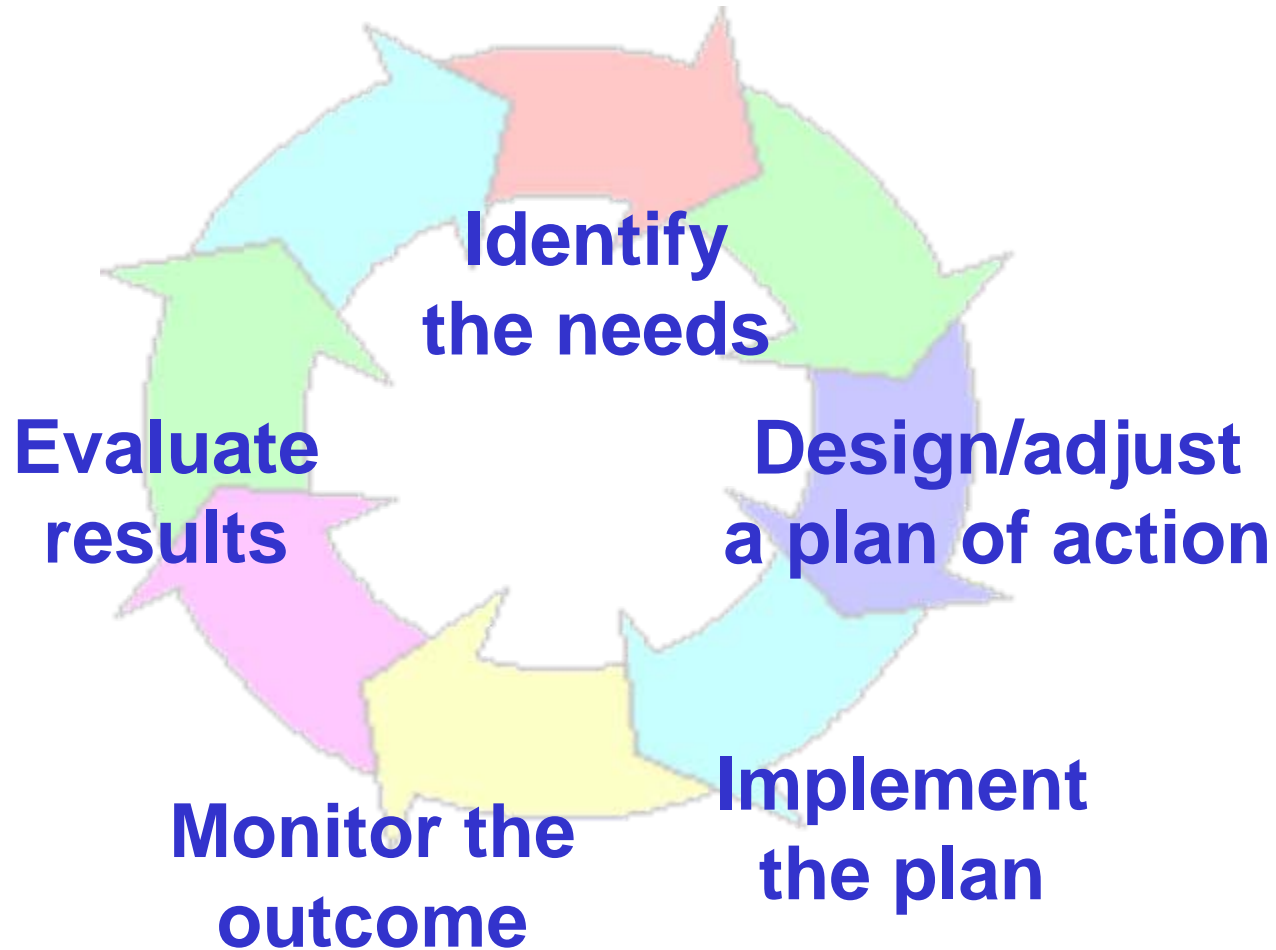 Identify
the needs
Design/adjust
a plan of action
Implement
the plan
Monitor the
outcome
Evaluate
results